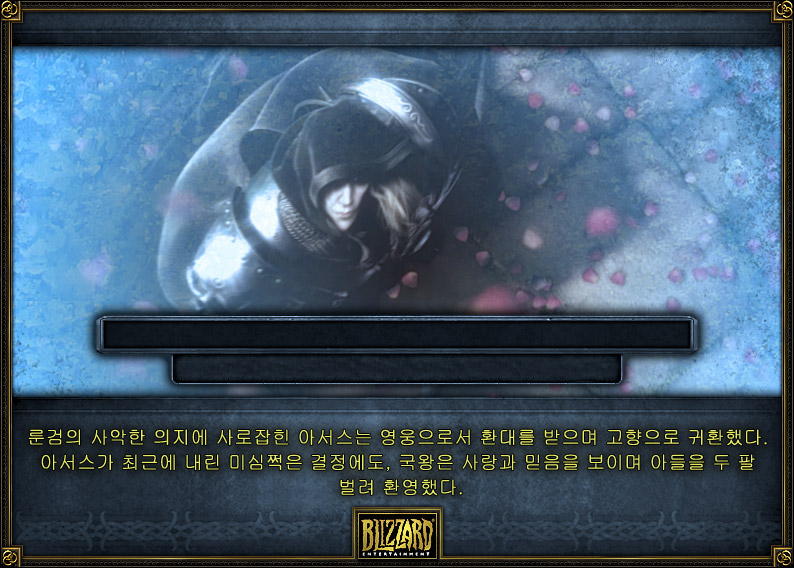 룬검의 사악한 의지에 사로잡힌 아서스는 영웅으로서 환대를 받으며 고향으로 귀환했다.
아서스가 최근에 내린 미심쩍은 결정에도, 국왕은 사랑과 믿음을 보이며 아들을 두 팔
벌려 환영했다.
BLIZZARD
ENTERTAINMENT